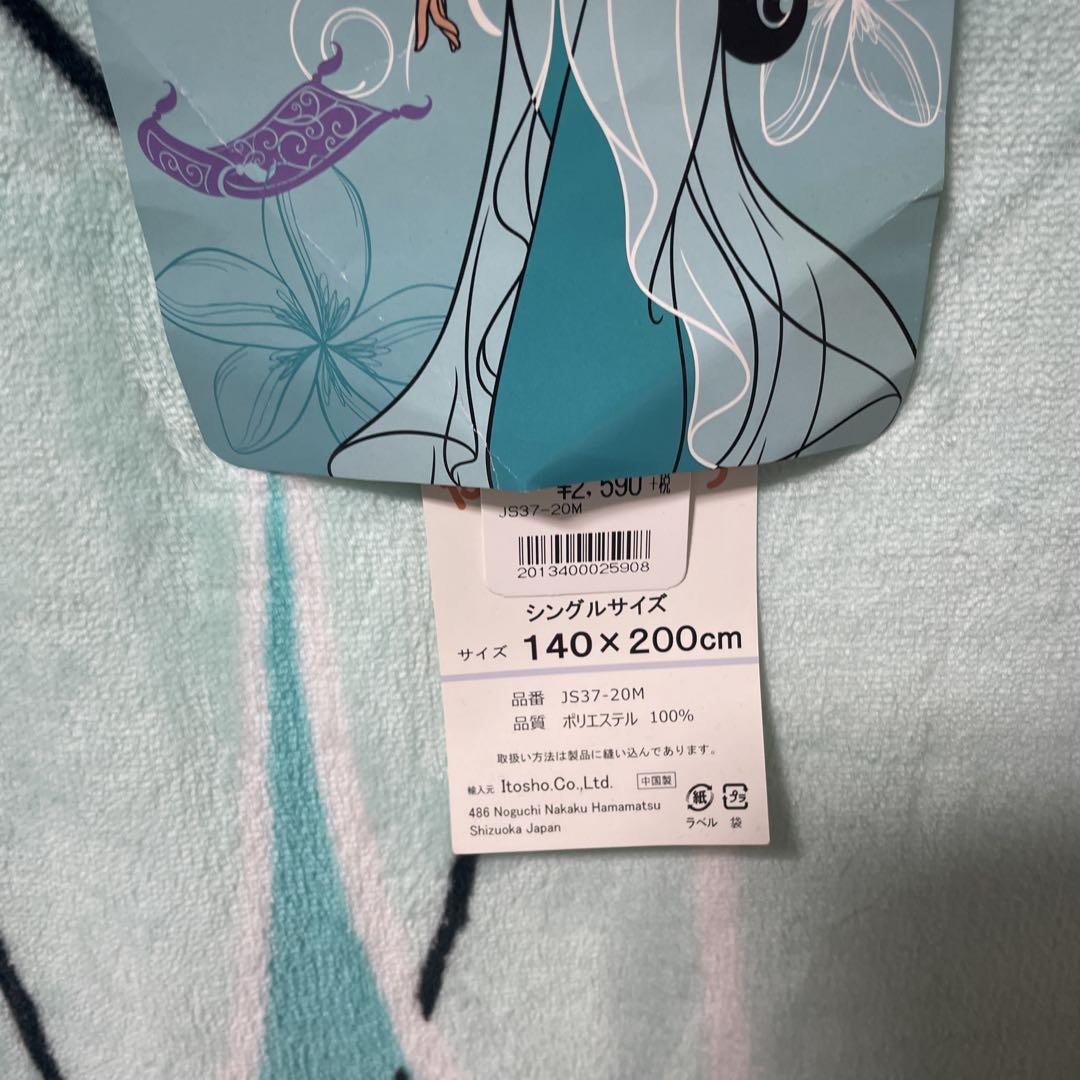 ¥2,590+税
JS37-20M
2013400025908
シングルサイズ
サイズ 140×200cm
品番 JS37-20M
品質 ポリエステル 100%
取扱い方法は製品に縫い込んであります。
輸入元 Itosho.Co.,Ltd. 中国製
486 Noguchi Nakaku Hamamatsu
Shizuoka Japan
紙 プラ
ラベル 袋